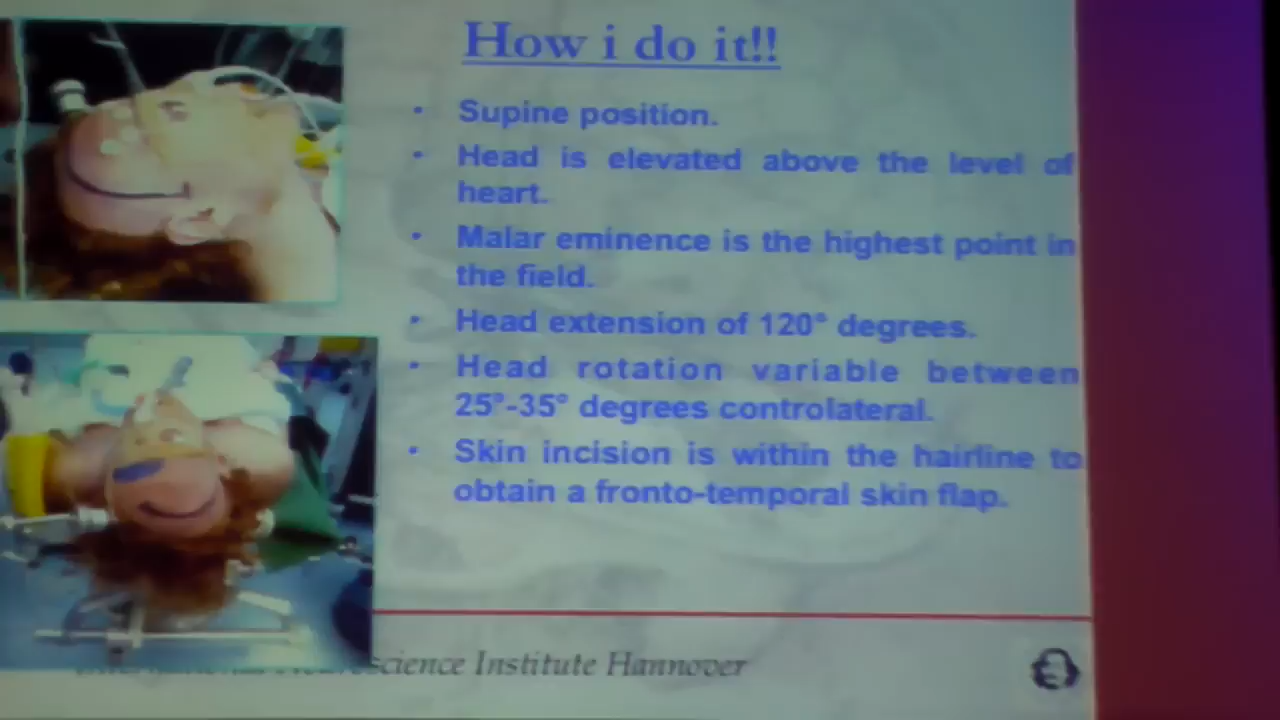 How i do it!!
• Supine position.
• Head is elevated above the level of
heart.
• Malar eminence is the highest point in
the field.
• Head extension of 120° degrees.
• Head rotation variable between
25°-35° degrees controlateral.
• Skin incision is within the hairline to
obtain a fronto-temporal skin flap.
International Neuroscience Institute Hannover